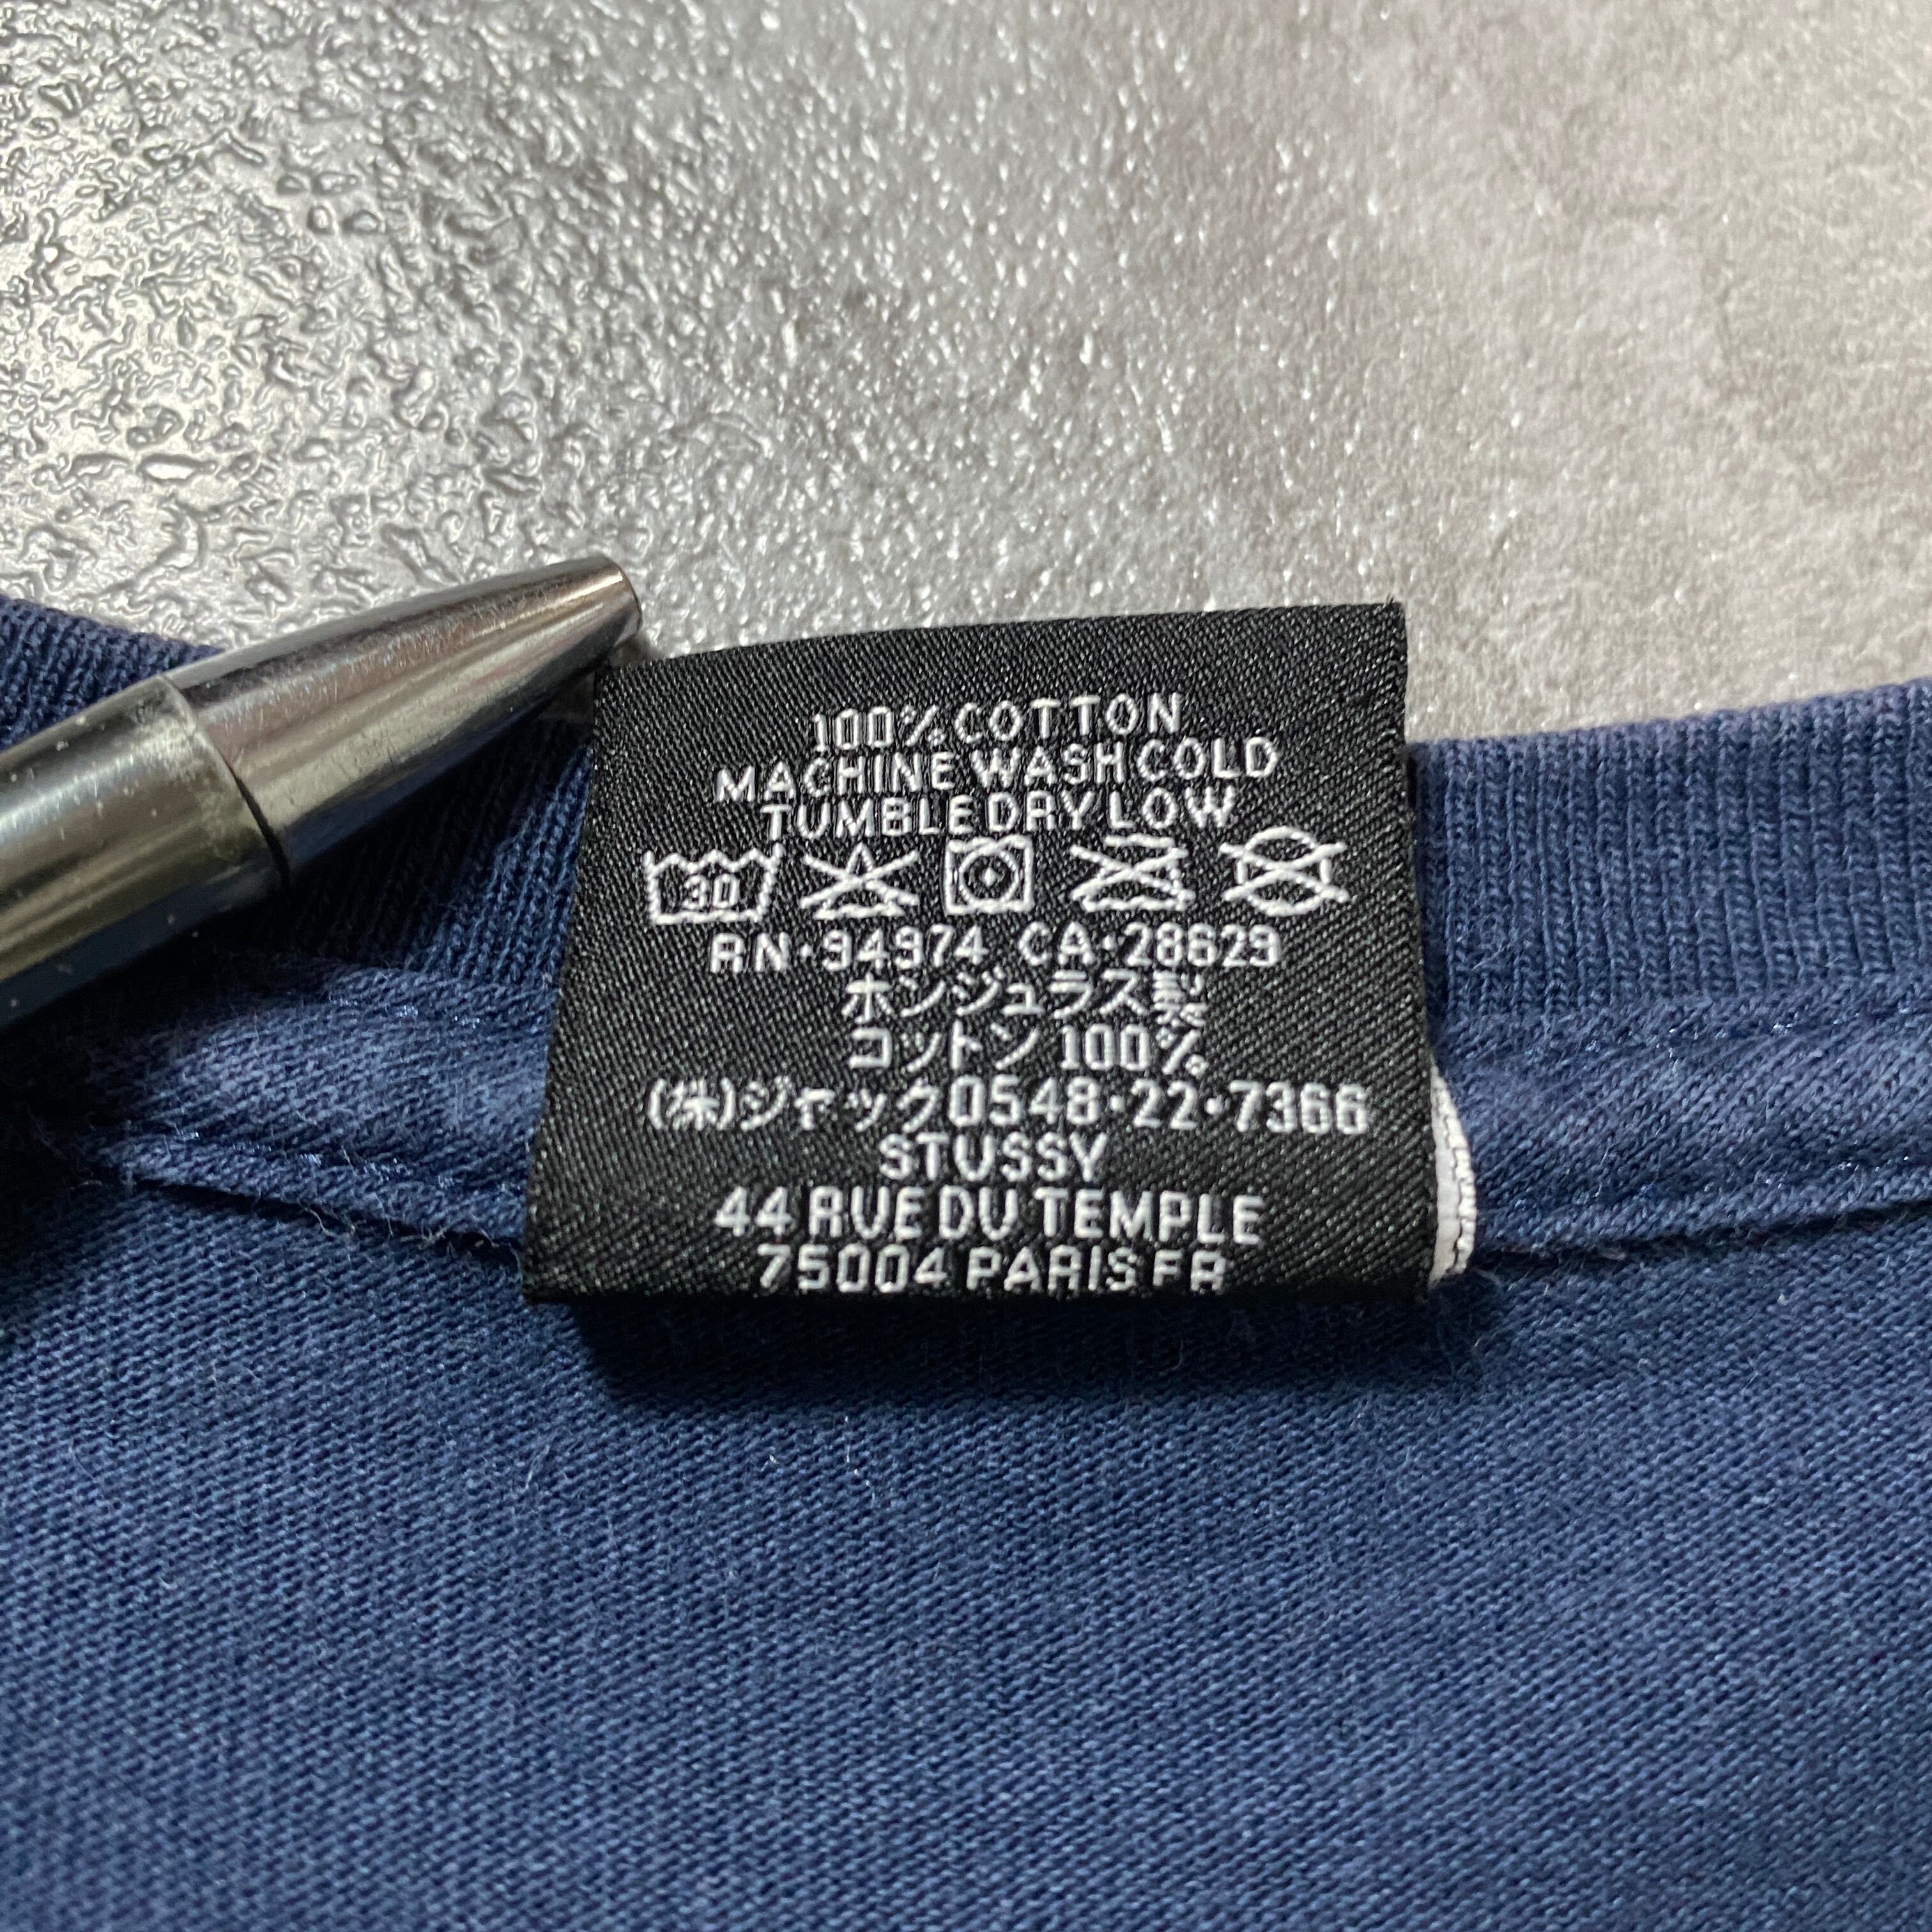 100% COTTON
MACHINE WASH COLD
TUMBLE DRY LOW
30
RN·94974 CA·28629
ホンジュラス製
コットン 100%
(株)ジャック0548·22·7366
STUSSY
44 RUE DU TEMPLE
75004 PARIS FR